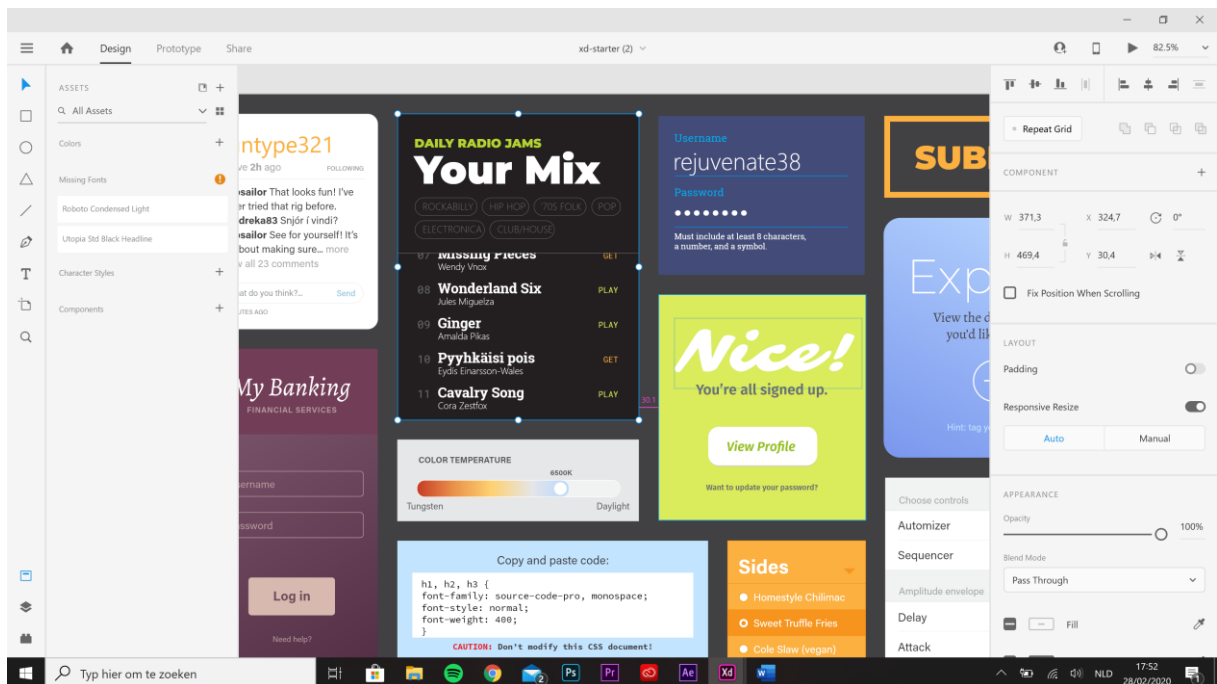 Design
Prototype
Share
xd-starter (2)
82.5%
ASSETS
All Assets
Colors
Missing Fonts
Roboto Condensed Light
Utopia Std Black Headline
Character Styles
Components
ntype321
ve 2h ago
FOLLOWING
sailor That looks fun! I've
er tried that rig before.
dreka83 Snjór í vindi?
sailor See for yourself! It's
bout making sure... more
w all 23 comments
at do you think?...
Send
UTES AGO
My Banking
FINANCIAL SERVICES
ername
ssword
Log in
Need help?
DAILY RADIO JAMS
Your Mix
ROCKABILLY
HIP HOP
'70S FOLK
POP
ELECTRONICA
CLUB/HOUSE
07 Missing Pieces GET
Wendy Vnox
08 Wonderland Six PLAY
Jules Miguelza
09 Ginger PLAY
Amalda Pikas
10 Pyyhkäisi pois GET
Eydís Einarsson-Wales
11 Cavalry Song PLAY
Cora Zestfox
30.1
COLOR TEMPERATURE
6500K
Tungsten
Daylight
Copy and paste code:
h1, h2, h3 {
font-family: source-code-pro, monospace;
font-style: normal;
font-weight: 400;
}
CAUTION: Don't modify this CSS document!
Username
rejuvenate38
Password
Must include at least 8 characters,
a number, and a symbol.
Nice!
You're all signed up.
View Profile
Want to update your password?
Sides
Homestyle Chilimac
Sweet Truffle Fries
Cole Slaw (vegan)
SUB
Exp
View the d
you'd lik
Hint: tag yo
Choose controls
Automizer
Sequencer
Amplitude envelope
Delay
Attack
Repeat Grid
COMPONENT
W 371,3
X 324,7
0°
H 469,4
Y 30,4
Fix Position When Scrolling
LAYOUT
Padding
Responsive Resize
Auto
Manual
APPEARANCE
Opacity
100%
Blend Mode
Pass Through
Fill
Typ hier om te zoeken
2
Ps
Pr
Ae
Xd
W
NLD
17:52
28/02/2020